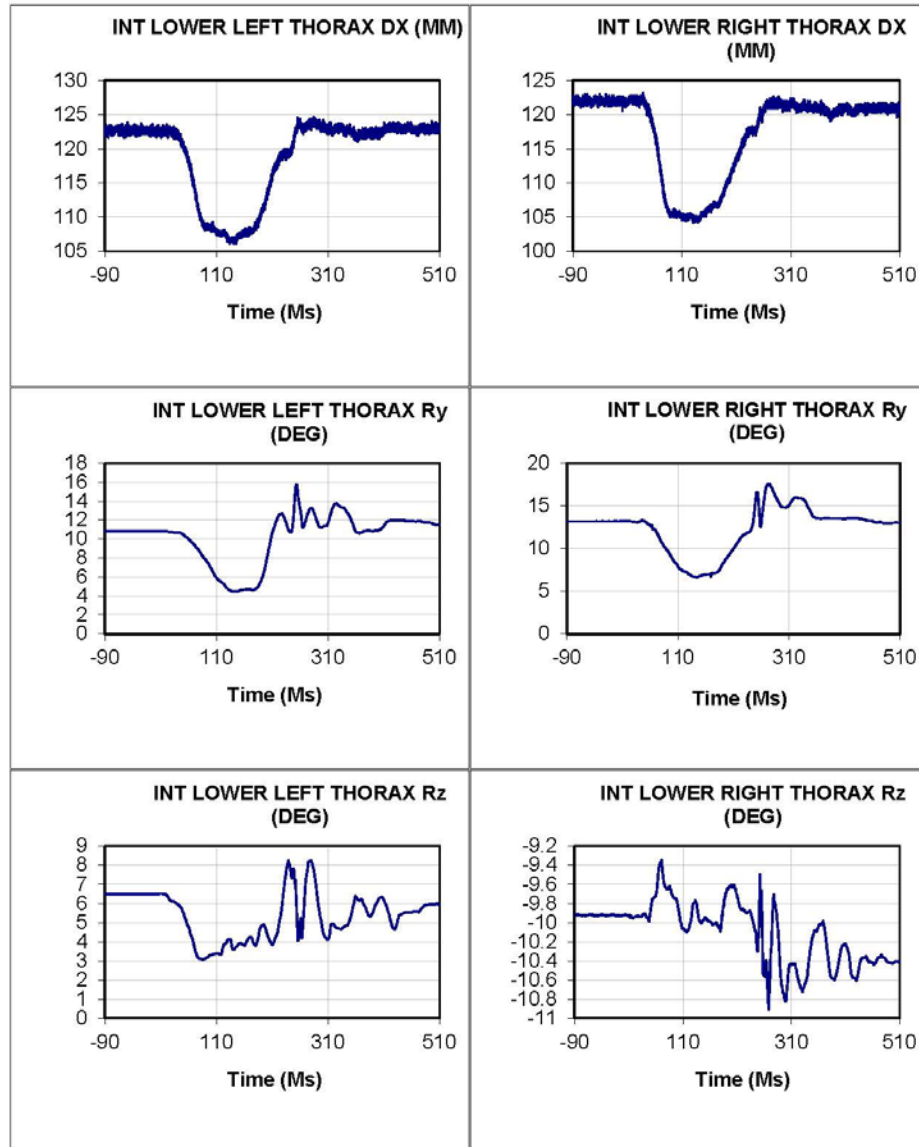 INT LOWER LEFT THORAX DX (MM)
130
125
120
115
110
105
-90 110 310 510
Time (Ms)
INT LOWER RIGHT THORAX DX
(MM)
125
120
115
110
105
100
-90 110 310 510
Time (Ms)
INT LOWER LEFT THORAX Ry
(DEG)
18
16
14
12
10
8
6
4
2
0
-90 110 310 510
Time (Ms)
INT LOWER RIGHT THORAX Ry
(DEG)
20
15
10
5
0
-90 110 310 510
Time (Ms)
INT LOWER LEFT THORAX Rz
(DEG)
9
8
7
6
5
4
3
2
1
0
-90 110 310 510
Time (Ms)
INT LOWER RIGHT THORAX Rz
(DEG)
-9.2
-9.4
-9.6
-9.8
-10
-10.2
-10.4
-10.6
-10.8
-11
-90 110 310 510
Time (Ms)